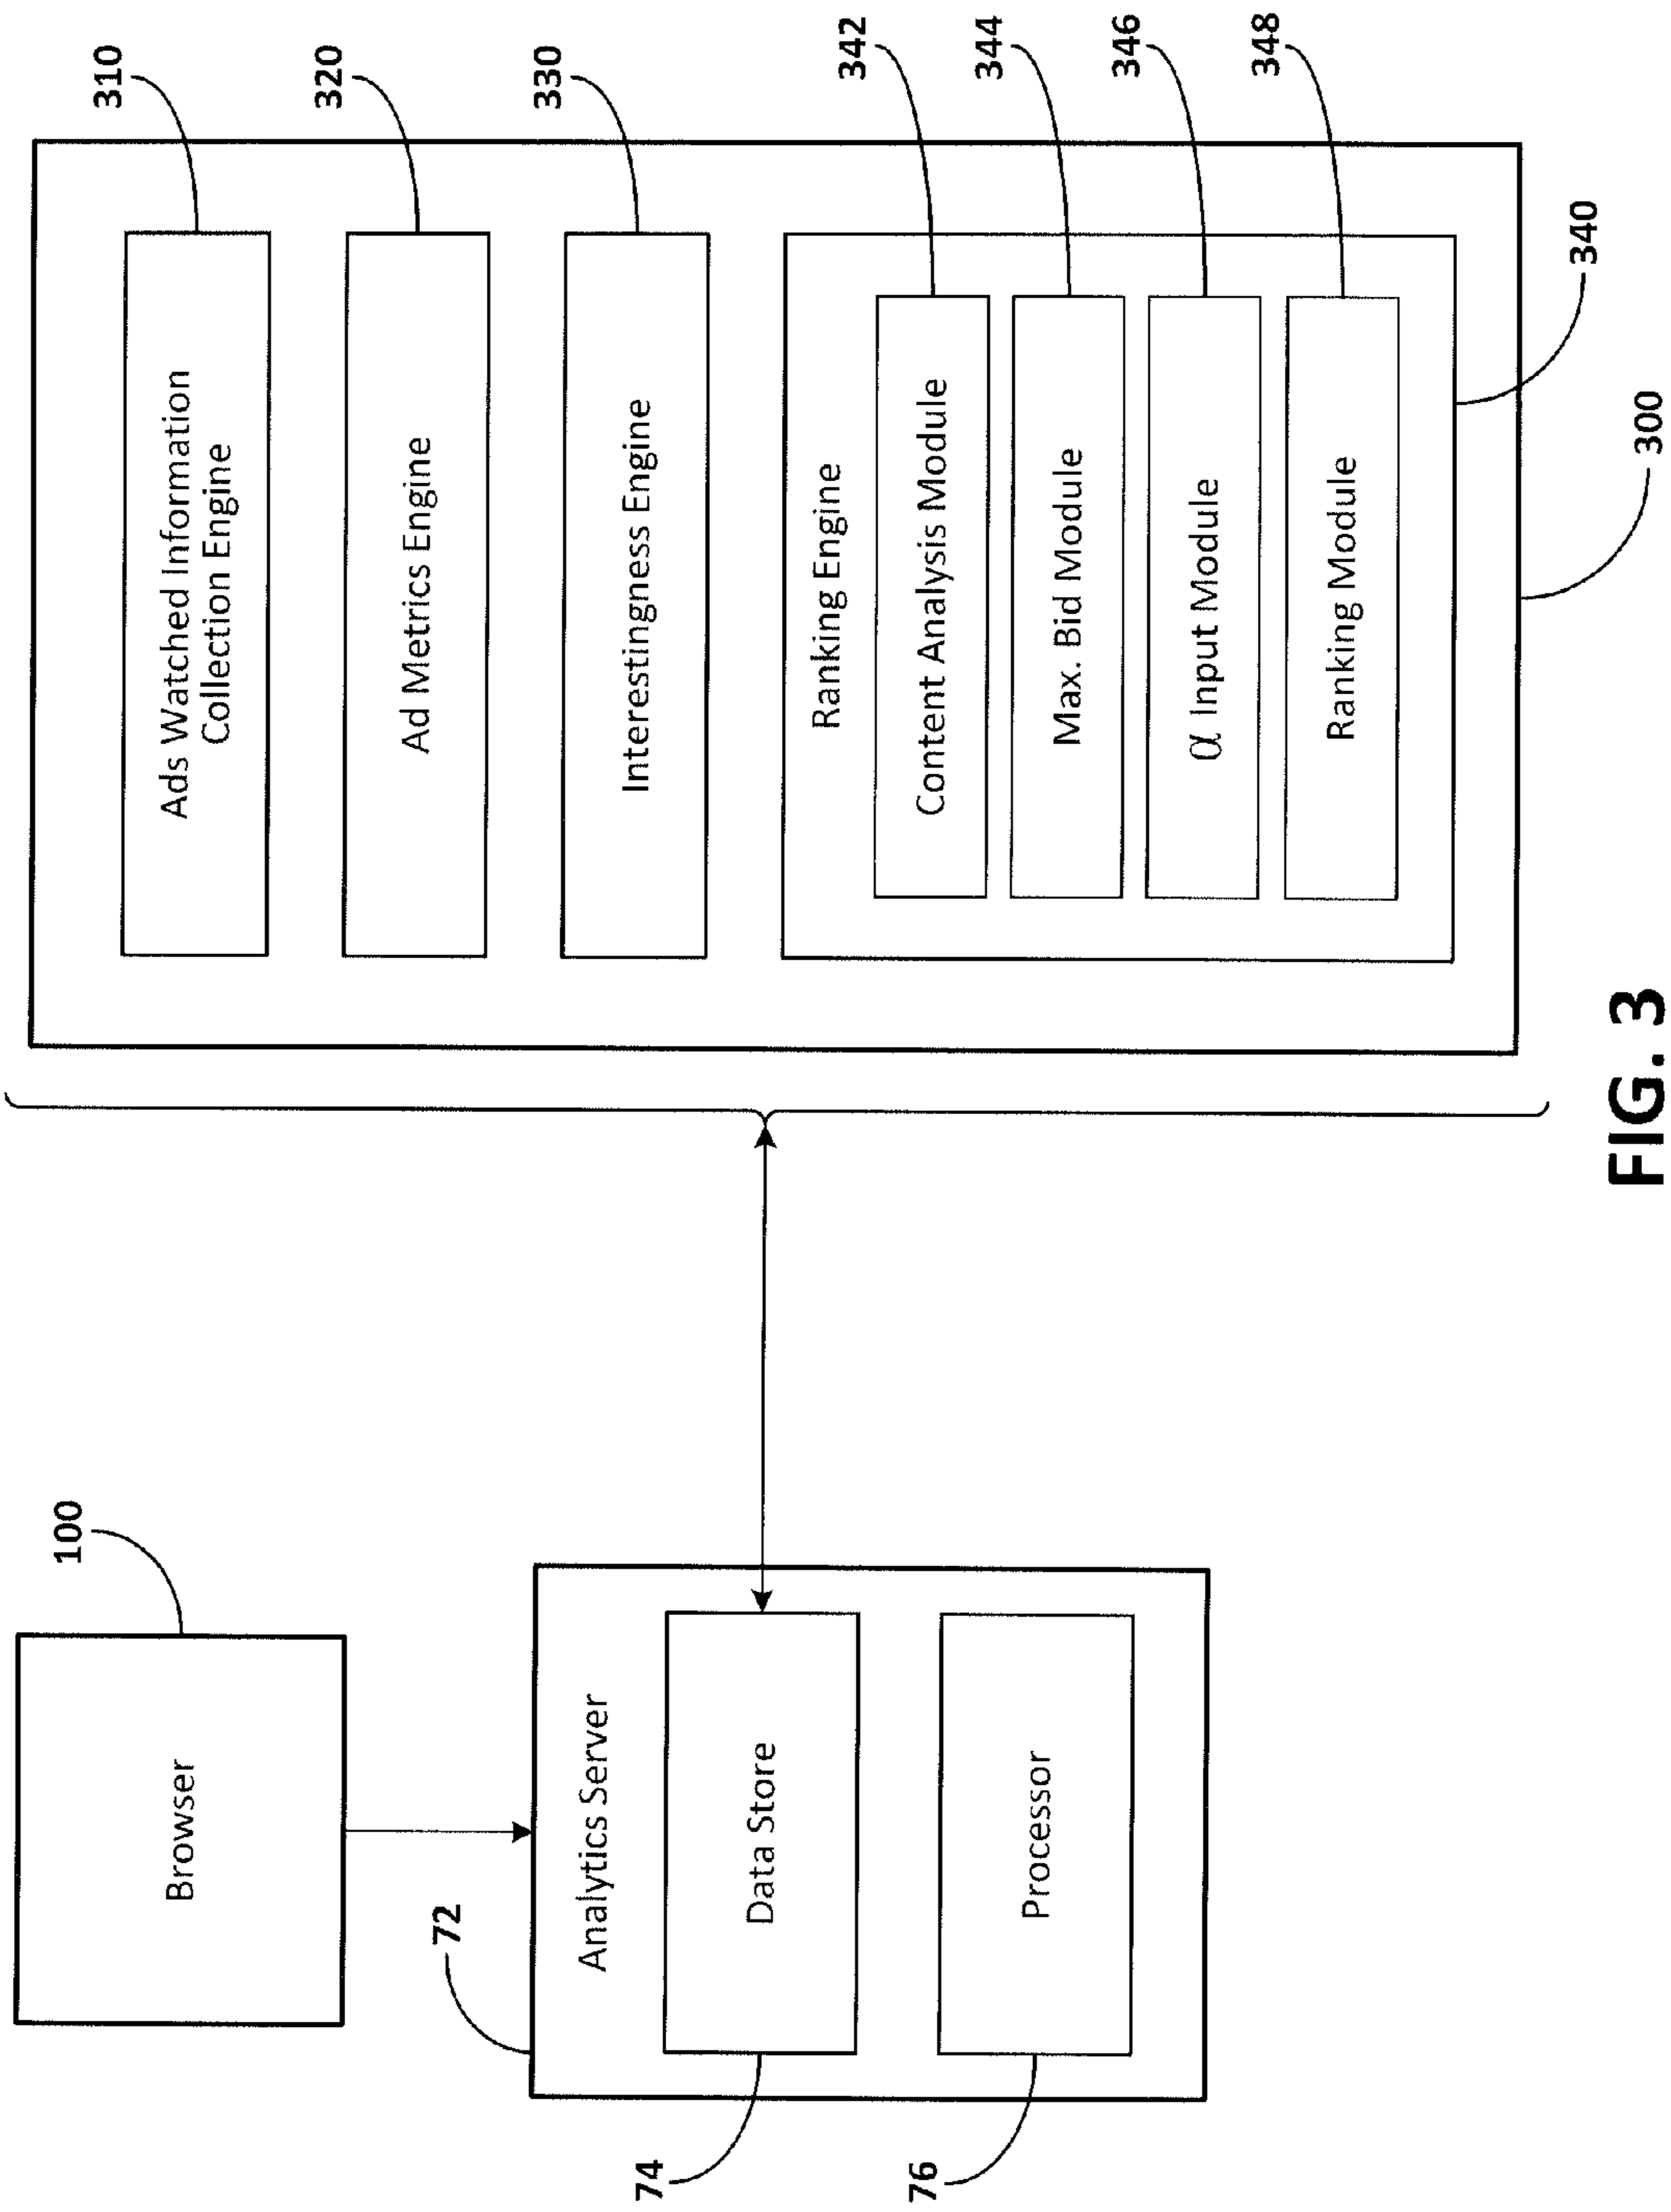 100
Browser
72
Analytics Server
74
Data Store
76
Processor
310
Ads Watched Information
Collection Engine
320
Ad Metrics Engine
330
Interestingness Engine
Ranking Engine
342
Content Analysis Module
344
Max. Bid Module
346
α Input Module
348
Ranking Module
340
300
FIG. 3